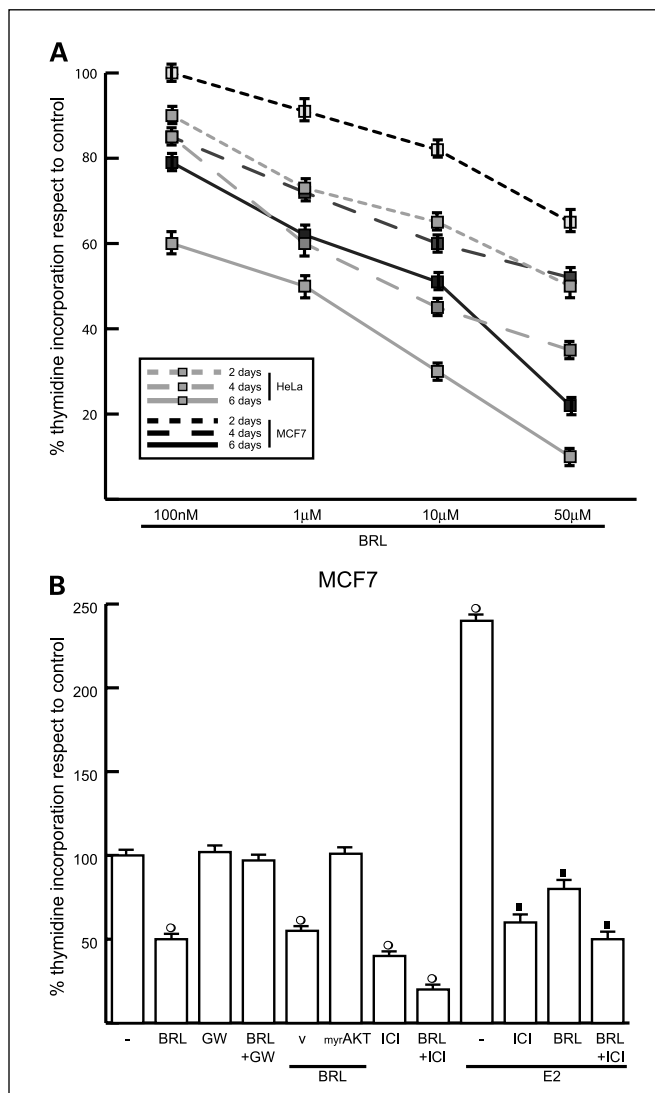 A
% thymidine incorporation respect to control
100
80
60
40
20
2 days
4 days
6 days
HeLa
2 days
4 days
6 days
MCF7
100nM 1μM 10μM 50μM
BRL
B
MCF7
% thymidine incorporation respect to control
250
200
150
100
50
- BRL GW BRL +GW v myrAKT ICI BRL +ICI - ICI BRL BRL +ICI
BRL E2